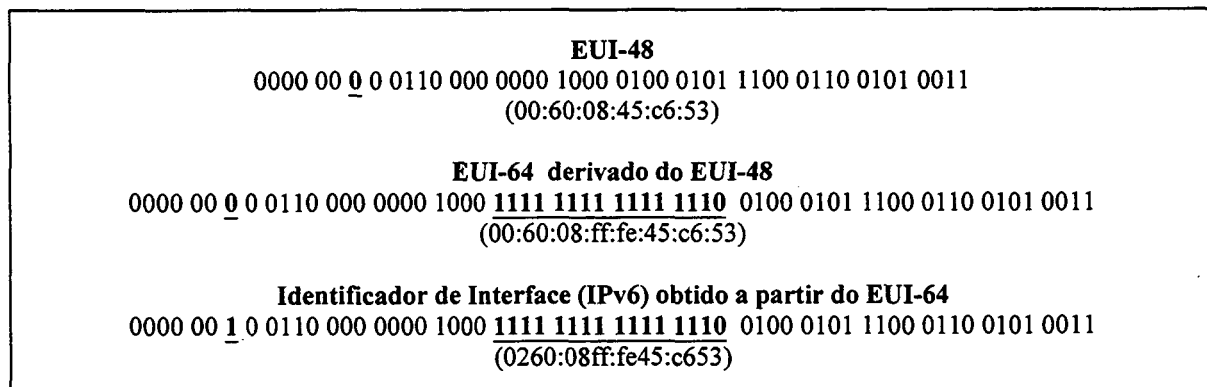 EUI-48
0000 00 0 0 0110 000 0000 1000 0100 0101 1100 0110 0101 0011
(00:60:08:45:c6:53)
EUI-64 derivado do EUI-48
0000 00 0 0 0110 000 0000 1000 1111 1111 1111 1110 0100 0101 1100 0110 0101 0011
(00:60:08:ff:fe:45:c6:53)
Identificador de Interface (IPv6) obtido a partir do EUI-64
0000 00 1 0 0110 000 0000 1000 1111 1111 1111 1110 0100 0101 1100 0110 0101 0011
(0260:08ff:fe45:c653)